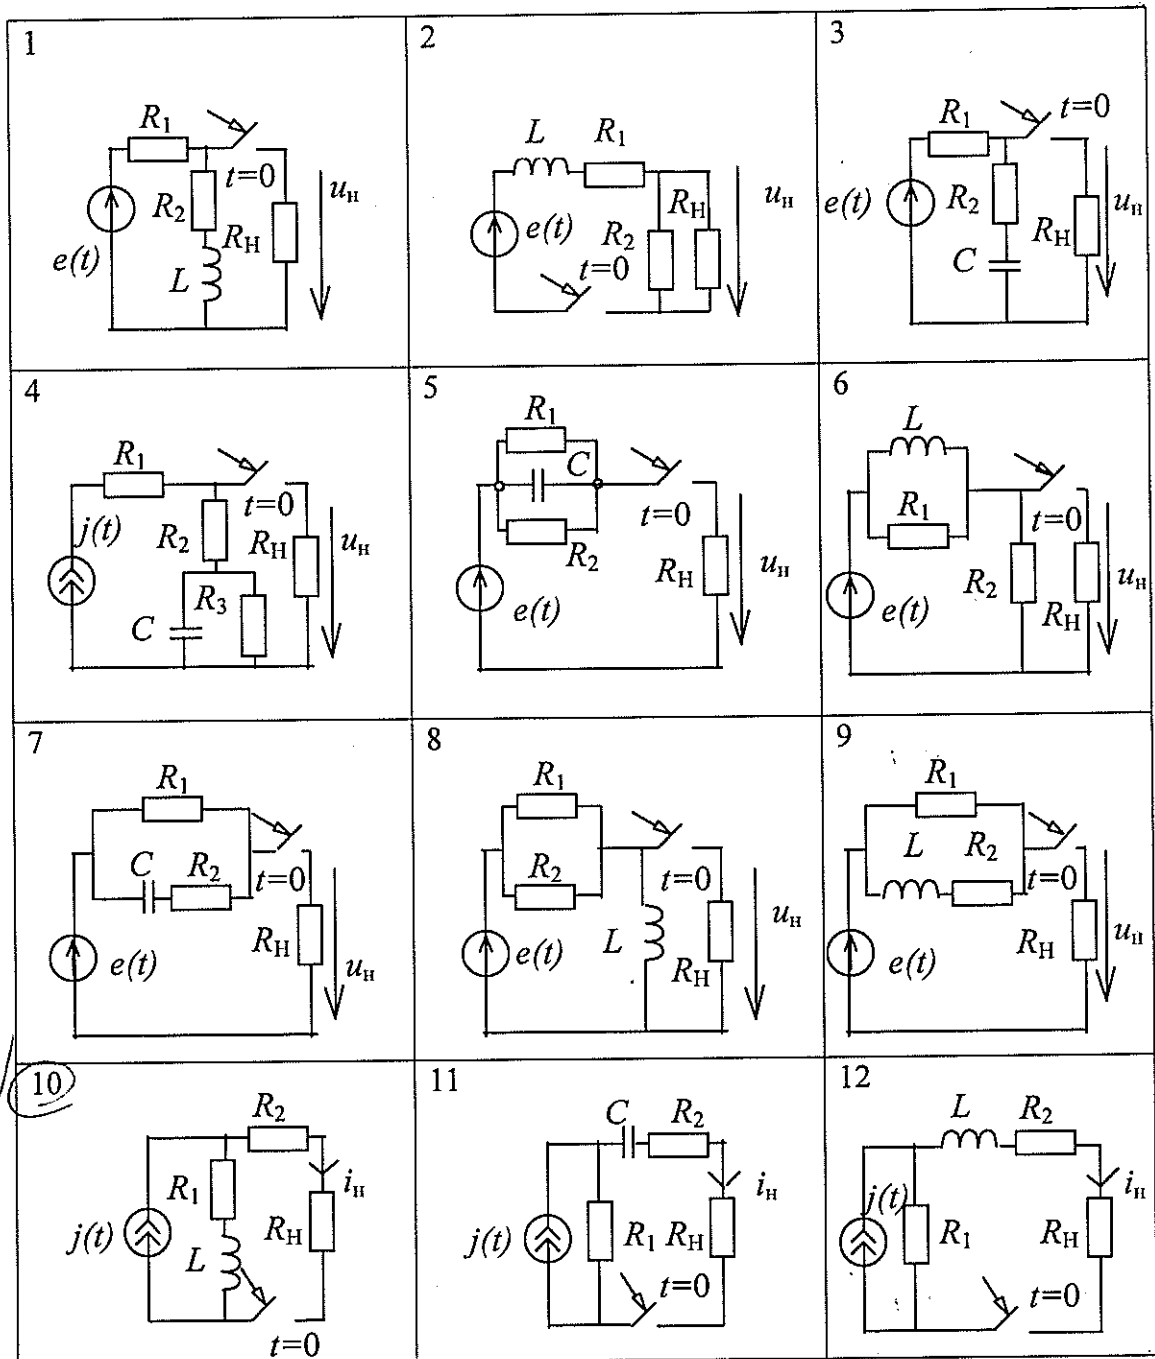 1
R1
t=0
R2
RН
uн
e(t)
L
2
L
R1
e(t)
R2
RН
uн
t=0
3
R1
t=0
e(t)
R2
uн
RН
C
4
R1
t=0
j(t)
R2
RН
uн
R3
C
5
R1
C
t=0
R2
RН
uн
e(t)
6
L
R1
t=0
R2
uн
e(t)
RН
7
R1
C
R2
t=0
RН
e(t)
uн
8
R1
R2
t=0
uн
L
e(t)
RН
9
R1
L
R2
t=0
uн
e(t)
RН
10
R2
R1
iн
j(t)
L
RН
t=0
11
C
R2
iн
j(t)
R1
RН
t=0
12
L
R2
iн
j(t)
R1
RН
t=0